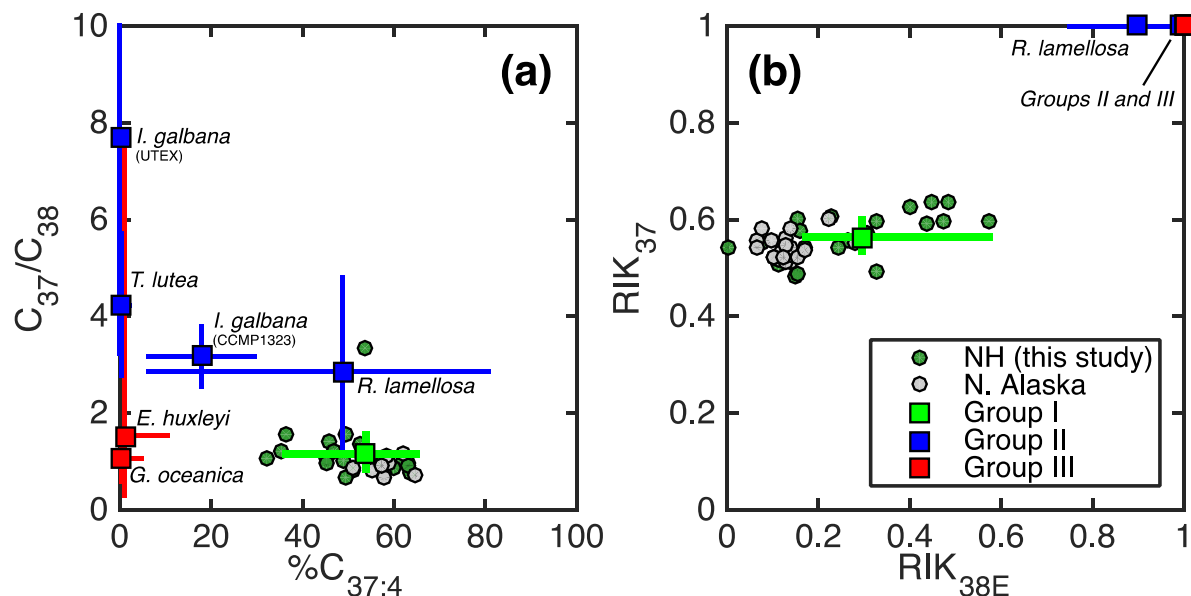 (a)
10
8
6
4
2
0
C37/C38
I. galbana
(UTEX)
T. lutea
I. galbana
(CCMP1323)
R. lamellosa
E. huxleyi
G. oceanica
0 20 40 60 80 100
%C37:4
(b)
1
0.8
0.6
0.4
0.2
0
RIK37
R. lamellosa
Groups II and III
NH (this study)
N. Alaska
Group I
Group II
Group III
0 0.2 0.4 0.6 0.8 1
RIK38E